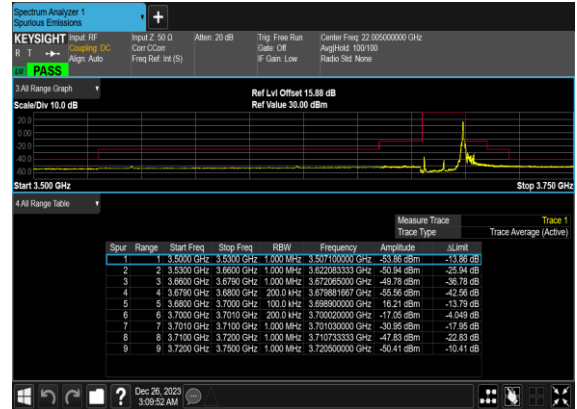 Spectrum Analyzer 1
Spurious Emissions
KEYSIGHT Input: RF Input Z: 50 Ω Atten: 20 dB Trig: Free Run Center Freq: 22.005000000 GHz
R T Coupling: DC Corr CCorr Gate: Off Avg|Hold: 100/100
Align: Auto Freq Ref: Int (S) IF Gain: Low Radio Std: None
PASS
3 All Range Graph
Ref Lvl Offset 15.88 dB
Scale/Div 10.0 dB Ref Value 30.00 dBm
20.0
0.00
-20.0
-40.0
-60.0
Start 3.500 GHz Stop 3.750 GHz
4 All Range Table
Measure Trace Trace 1
Trace Type Trace Average (Active)
Spur Range Start Freq Stop Freq RBW Frequency Amplitude ΔLimit
1 1 3.5000 GHz 3.5300 GHz 1.000 MHz 3.507100000 GHz -53.86 dBm -13.86 dB
2 2 3.5300 GHz 3.6600 GHz 1.000 MHz 3.622083333 GHz -50.94 dBm -25.94 dB
3 3 3.6600 GHz 3.6790 GHz 1.000 MHz 3.672065000 GHz -49.78 dBm -36.78 dB
4 4 3.6790 GHz 3.6800 GHz 200.0 kHz 3.679881667 GHz -55.56 dBm -42.56 dB
5 5 3.6800 GHz 3.7000 GHz 100.0 kHz 3.698900000 GHz 16.21 dBm -13.79 dB
6 6 3.7000 GHz 3.7010 GHz 200.0 kHz 3.700020000 GHz -17.05 dBm -4.049 dB
7 7 3.7010 GHz 3.7100 GHz 1.000 MHz 3.701030000 GHz -30.95 dBm -17.95 dB
8 8 3.7100 GHz 3.7200 GHz 1.000 MHz 3.710733333 GHz -47.83 dBm -22.83 dB
9 9 3.7200 GHz 3.7500 GHz 1.000 MHz 3.720500000 GHz -50.41 dBm -10.41 dB
Dec 26, 2023
3:09:52 AM